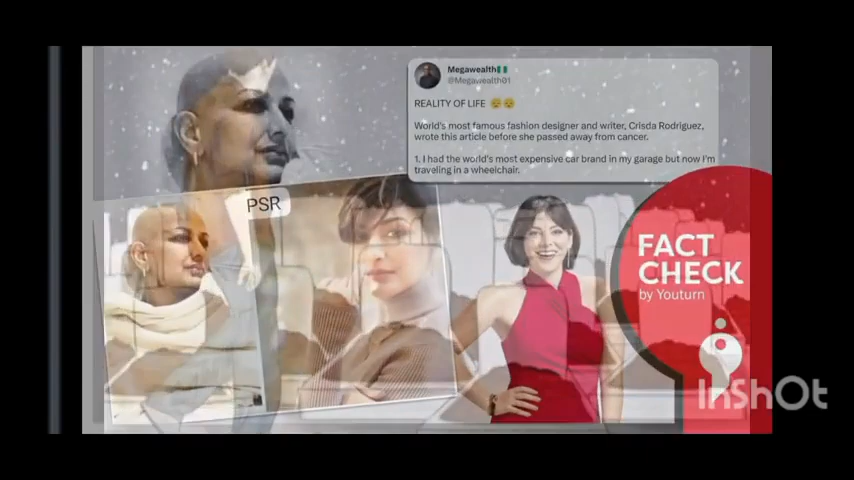 Megawealth
@Megawealth01
REALITY OF LIFE
World's most famous fashion designer and writer, Crisda Rodriguez,
wrote this article before she passed away from cancer.
1. I had the world's most expensive car brand in my garage but now I'm
traveling in a wheelchair.
PSR
FACT
CHECK
by Youturn
InShOt